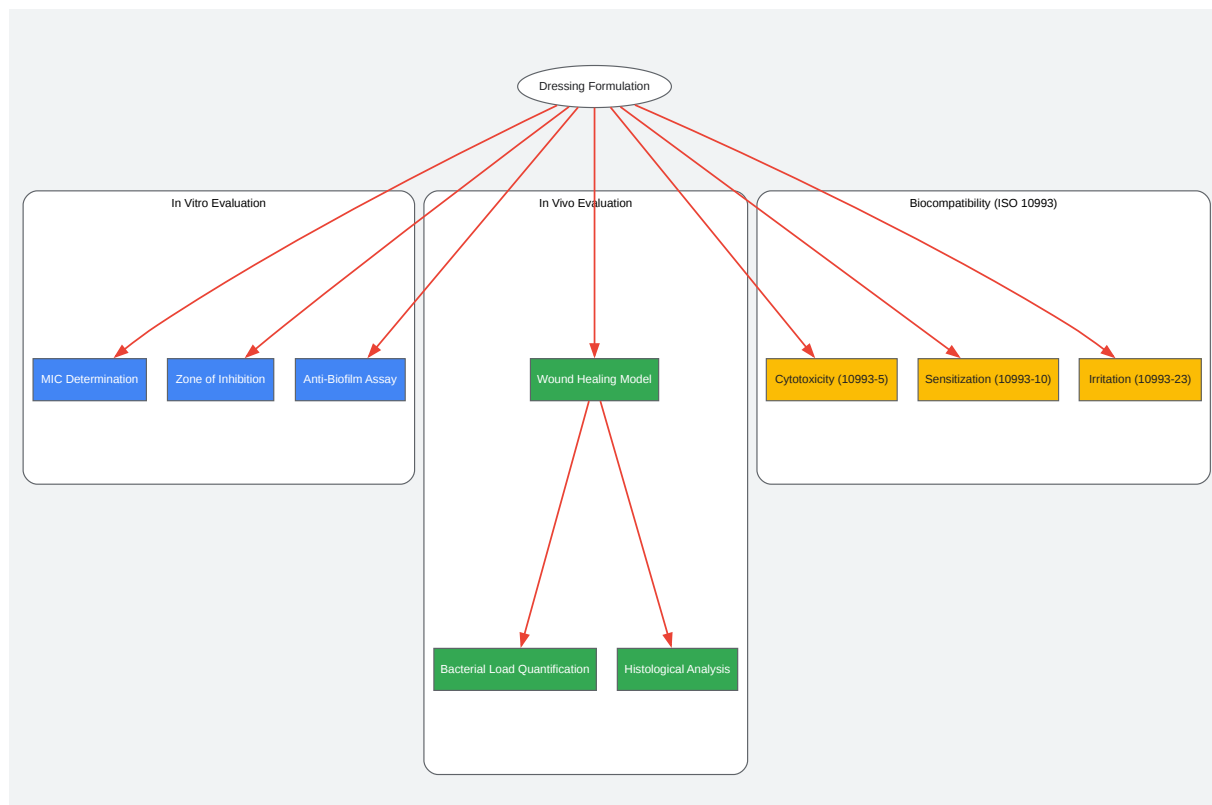 Dressing Formulation
In Vitro Evaluation
In Vivo Evaluation
Biocompatibility (ISO 10993)
MIC Determination
Zone of Inhibition
Anti-Biofilm Assay
Wound Healing Model
Cytotoxicity (10993-5)
Sensitization (10993-10)
Irritation (10993-23)
Bacterial Load Quantification
Histological Analysis